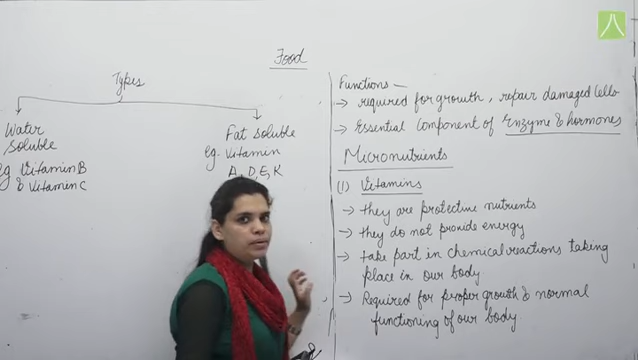 Food
Types
Water
Soluble
eg Vitamin B
& Vitamin C
Fat Soluble
Eg. Vitamin
A, D, E, K
Functions —
→ required for growth, repair damaged Cells
→ Essential component of Enzyme & hormones
Micronutrients
(1) Vitamins
→ They are protective nutrients
→ they do not provide energy
→ take part in chemical reactions taking
place in our body
→ Required for proper growth & normal
functioning of our body.